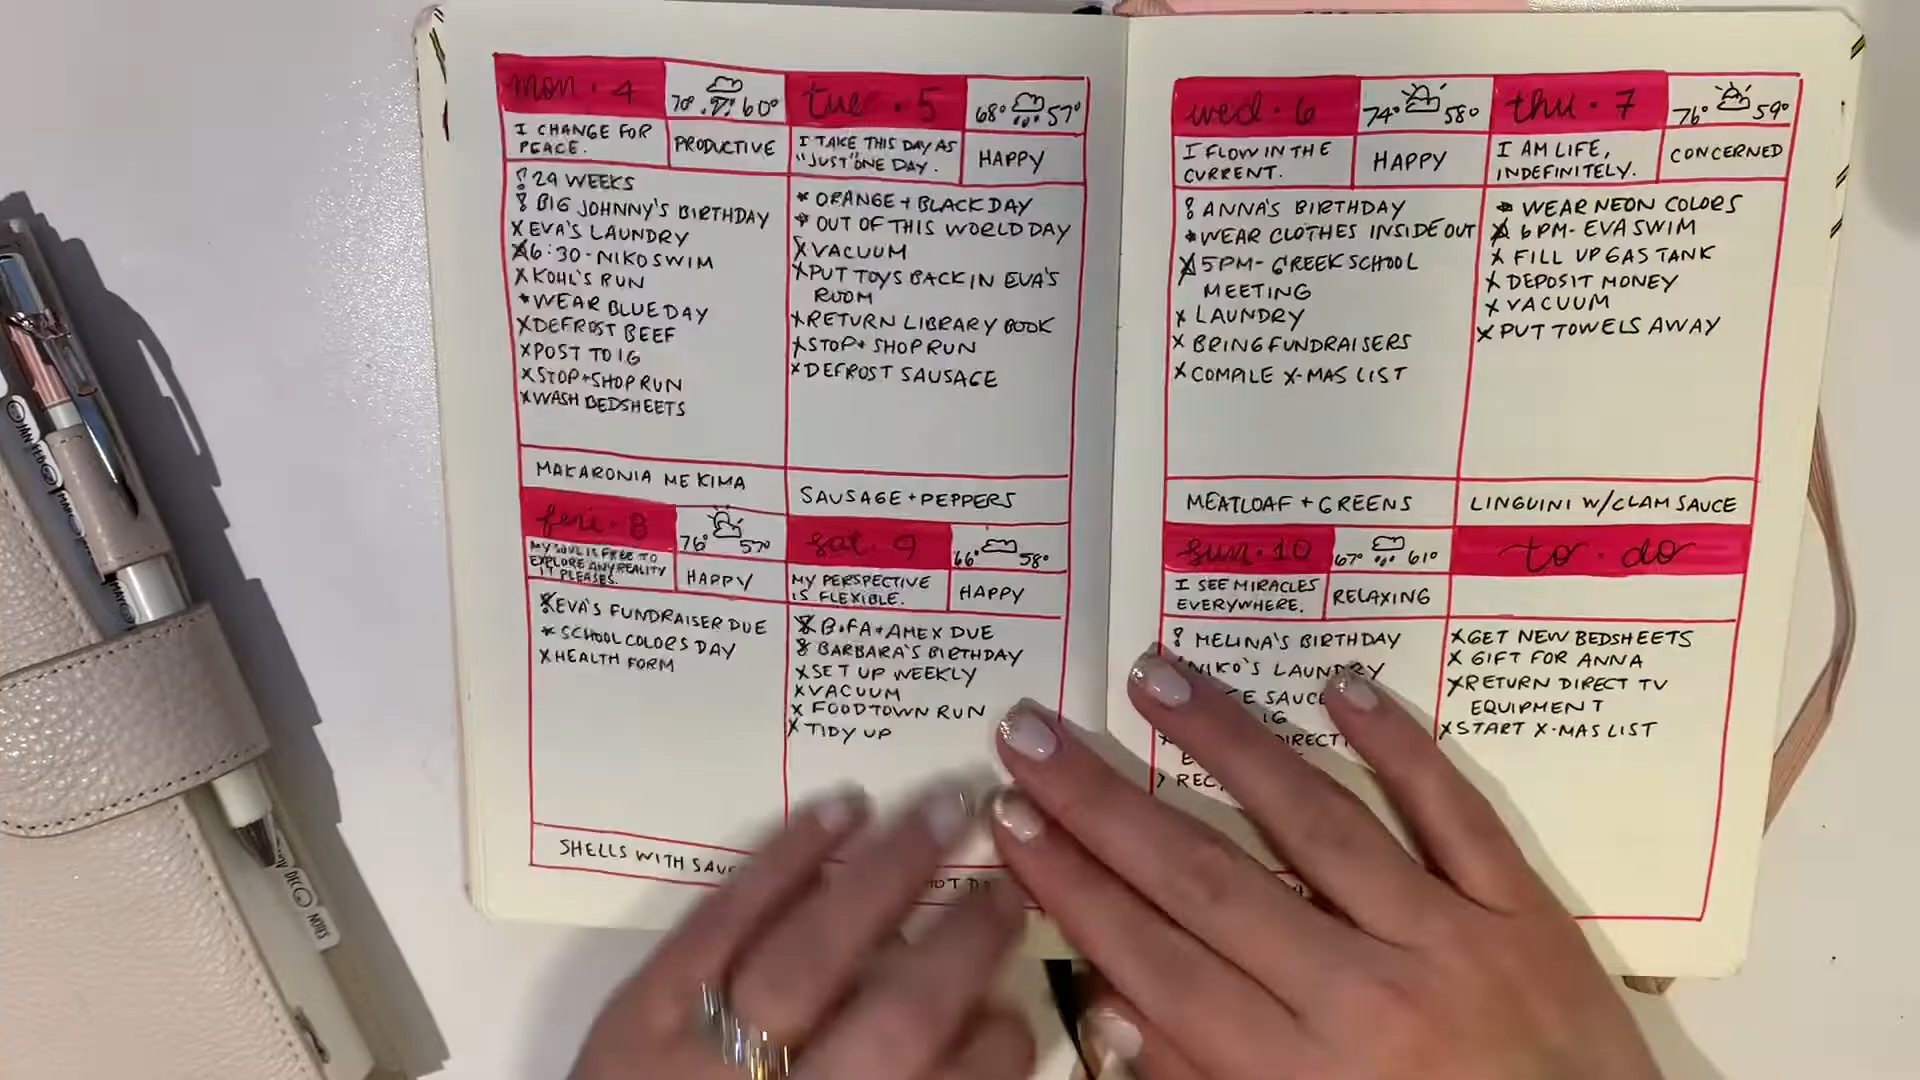 mon. 4
70° 60°
I CHANGE FOR
PEACE.
PRODUCTIVE
29 WEEKS
BIG JOHNNY'S BIRTHDAY
X EVA'S LAUNDRY
6:30-NIKO SWIM
X KOHL'S RUN
* WEAR BLUE DAY
X DEFROST BEEF
X POST TO IG
X STOP+SHOP RUN
X WASH BEDSHEETS
MAKARONIA ME KIMA
tue. 5
68° 57°
I TAKE THIS DAY AS
"JUST" ONE DAY.
HAPPY
* ORANGE + BLACK DAY
* OUT OF THIS WORLD DAY
X VACUUM
X PUT TOYS BACK IN EVA'S
ROOM
X RETURN LIBRARY BOOK
X STOP+SHOP RUN
X DEFROST SAUSAGE
SAUSAGE + PEPPERS
wed. 6
74° 58°
I FLOW IN THE
CURRENT.
HAPPY
ANNA'S BIRTHDAY
* WEAR CLOTHES INSIDE OUT
5PM- GREEK SCHOOL
MEETING
X LAUNDRY
X BRING FUNDRAISERS
X COMPILE X-MAS LIST
MEATLOAF + GREENS
thu. 7
76° 59°
I AM LIFE,
INDEFINITELY.
CONCERNED
* WEAR NEON COLORS
6PM- EVA SWIM
X FILL UP GAS TANK
X DEPOSIT MONEY
X VACUUM
X PUT TOWELS AWAY
LINGUINI W/CLAM SAUCE
fri. 8
76° 57°
MY SOUL IS FREE TO
EXPLORE ANY REALITY
IT PLEASES.
HAPPY
EVA'S FUNDRAISER DUE
* SCHOOL COLORS DAY
X HEALTH FORM
SHELLS WITH
sat. 9
66° 58°
MY PERSPECTIVE
IS FLEXIBLE.
HAPPY
B.FA+AMEX DUE
BARBARA'S BIRTHDAY
X SET UP WEEKLY
X VACUUM
X FOODTOWN RUN
X TIDY UP
HOT
sun. 10
67° 61°
I SEE MIRACLES
EVERYWHERE.
RELAXING
MELINA'S BIRTHDAY
NIKO'S LAUNDRY
SAUCE
IG
to. do
X GET NEW BEDSHEETS
X GIFT FOR ANNA
X RETURN DIRECT TV
EQUIPMENT
X START X-MAS LIST
JAN
MAY
DEC
NOTES